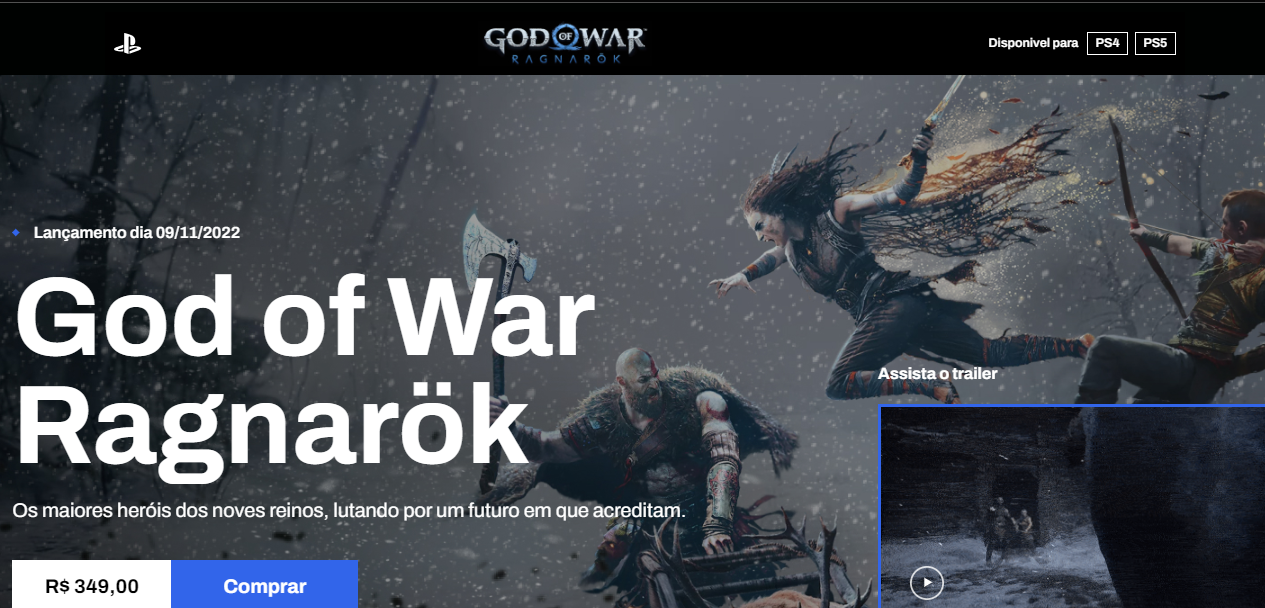 GOD OF WAR
RAGNARÖK
Disponivel para PS4 PS5
Lançamento dia 09/11/2022
God of War
Ragnarök
Os maiores heróis dos noves reinos, lutando por um futuro em que acreditam.
R$ 349,00 Comprar
Assista o trailer